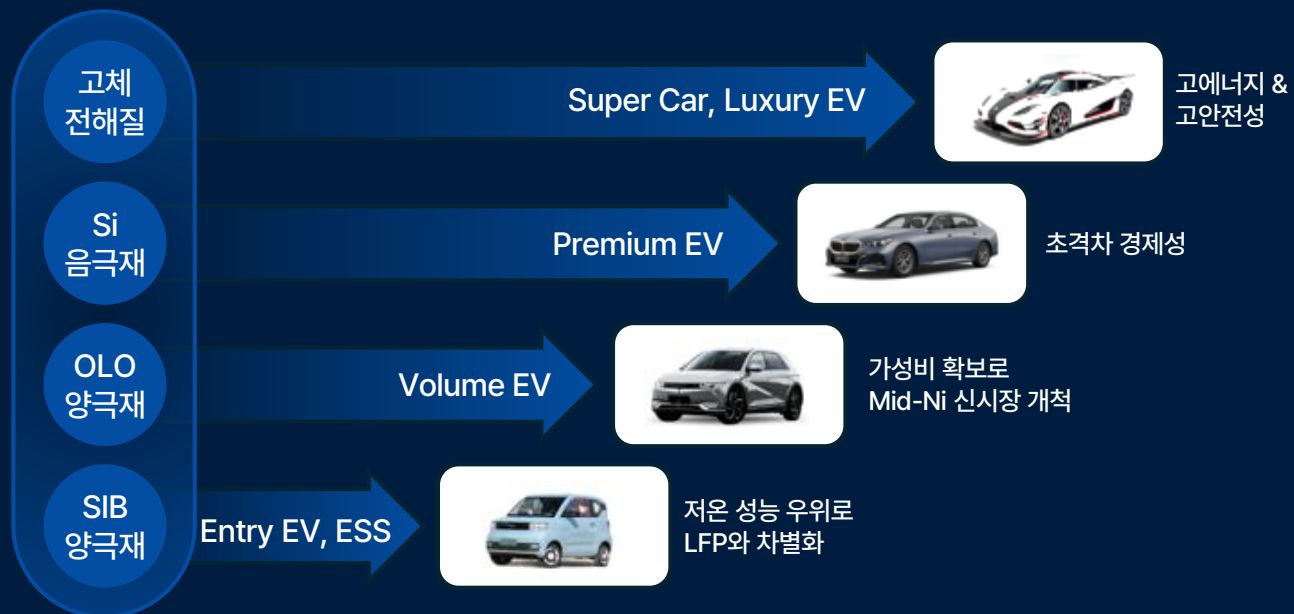 고체
전해질
Super Car, Luxury EV
고에너지 &
고안전성
Si
음극재
Premium EV
초격차 경제성
OLO
양극재
Volume EV
가성비 확보로
Mid-Ni 신시장 개척
SIB
양극재
Entry EV, ESS
저온 성능 우위로
LFP와 차별화